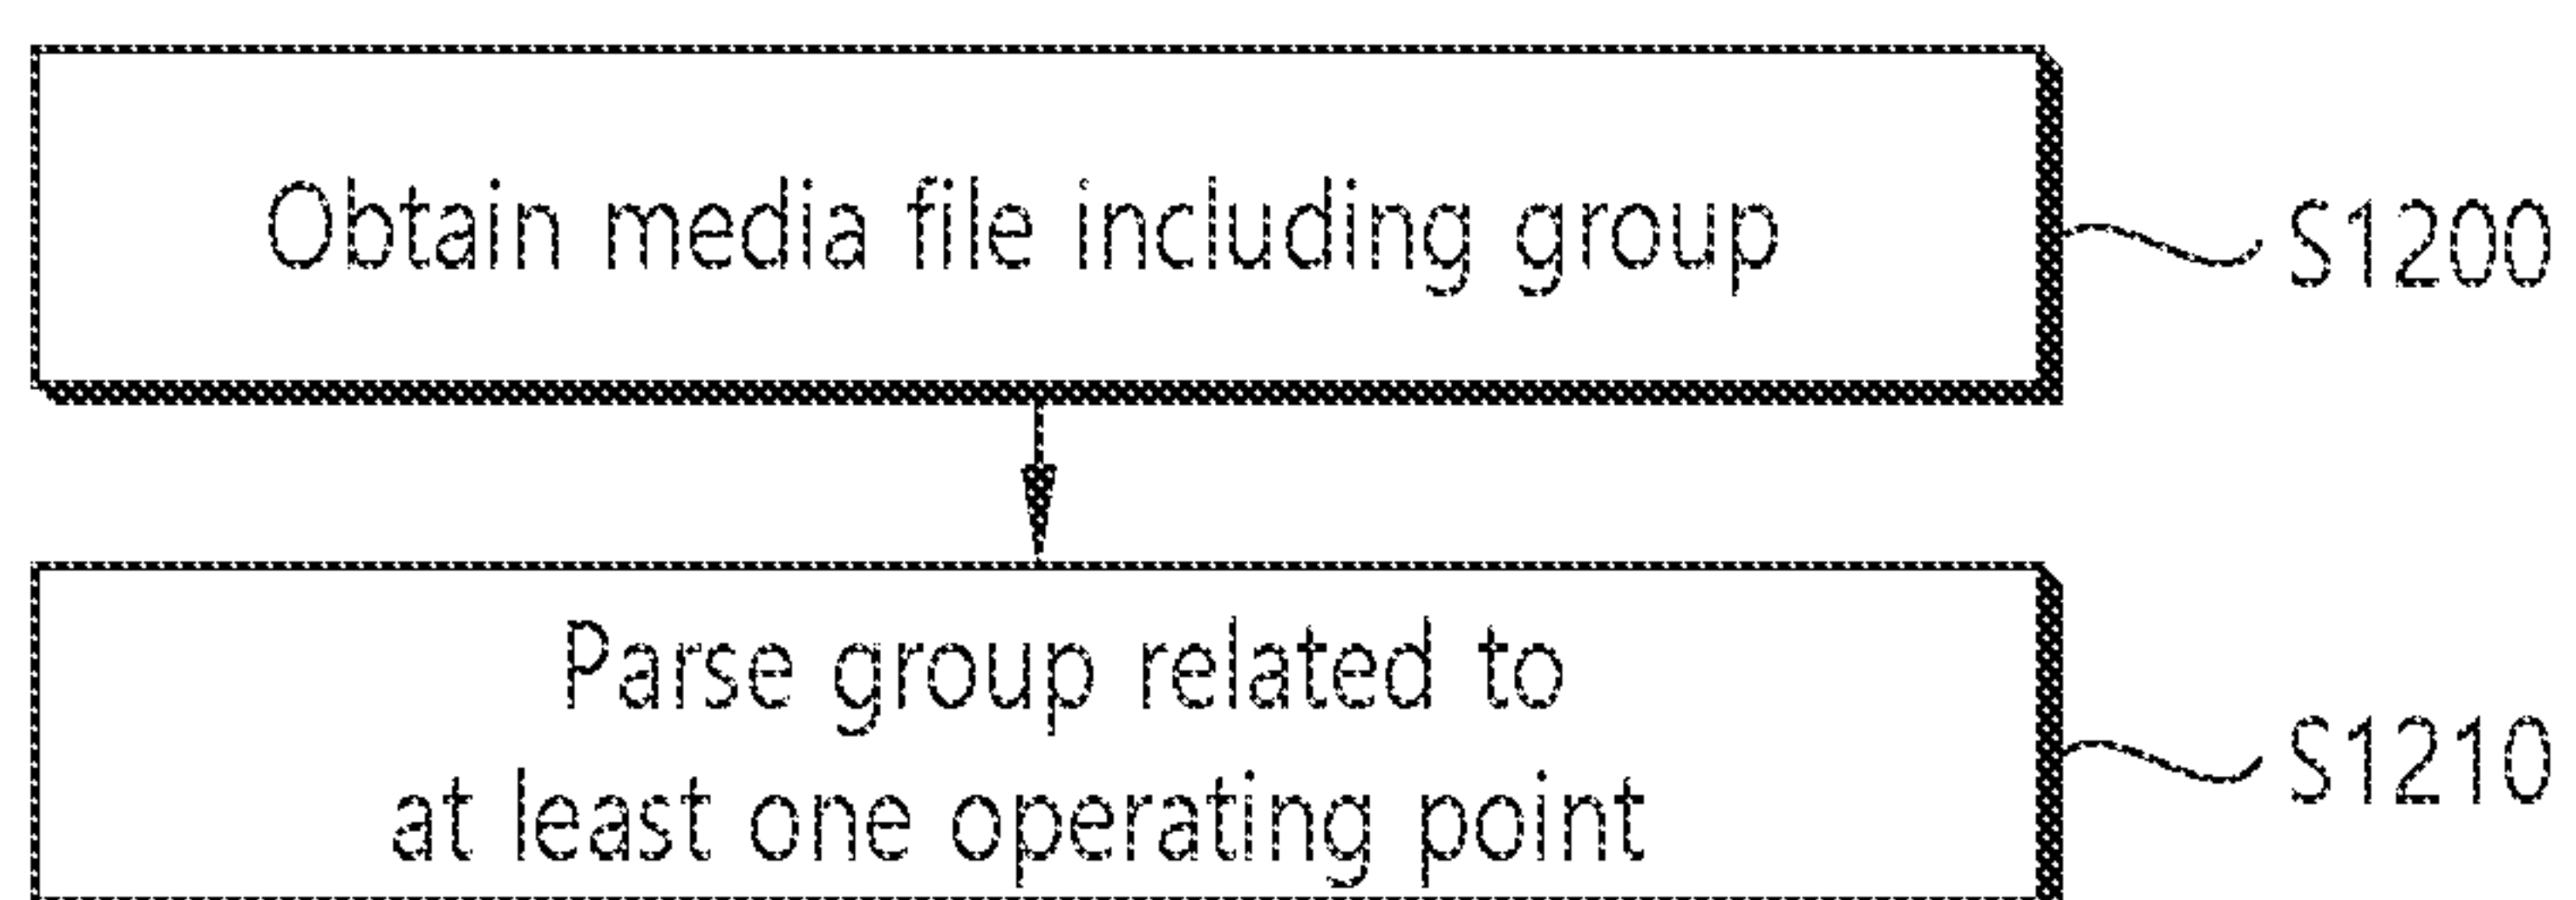 Obtain media file including group
S1200
Parse group related to
at least one operating point
S1210